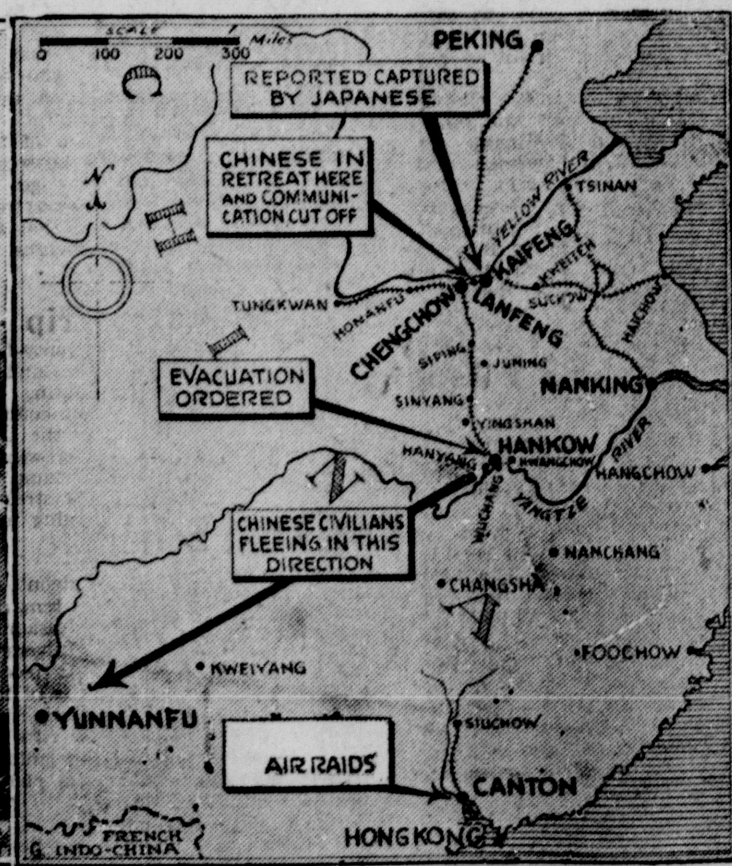 SCALE
Miles
0 100 200 300
PEKING
REPORTED CAPTURED
BY JAPANESE
CHINESE IN
RETREAT HERE
AND COMMUNI-
CATION CUT OFF
N
YELLOW RIVER
TSINAN
KAIFENG
KWEITEH
SUCKOW
HAICHOW
TUNGKWAN
HONANFU
CHENGCHOW
LANFENG
SIPING
JUNING
EVACUATION
ORDERED
NANKING
SINYANG
YINGSHAN
HANKOW
HANYANG
KWANGCHOW
HANGCHOW
WUCHANG
YANGTZE RIVER
CHINESE CIVILIANS
FLEEING IN THIS
DIRECTION
NANCHANG
CHANGSHA
FOOCHOW
KWEIYANG
YUNNANFU
SIUCHOW
AIR RAIDS
CANTON
HONGKONG
FRENCH
INDO-CHINA
G